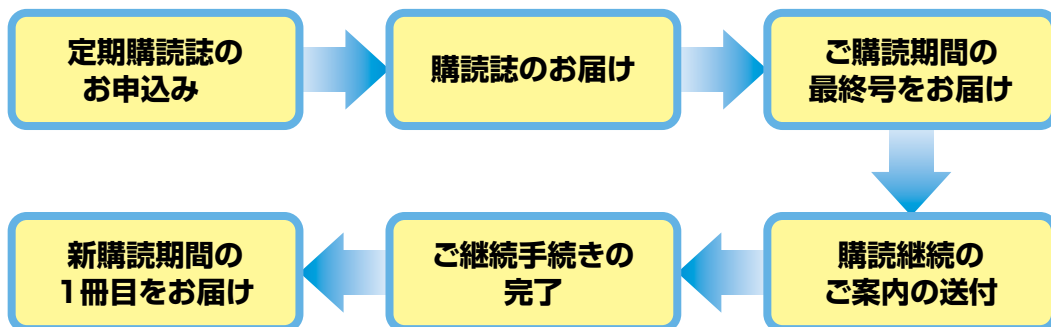 定期購読誌の
お申込み
購読誌のお届け
ご購読期間の
最終号をお届け
購読継続の
ご案内の送付
ご継続手続きの
完了
新購読期間の
1冊目をお届け